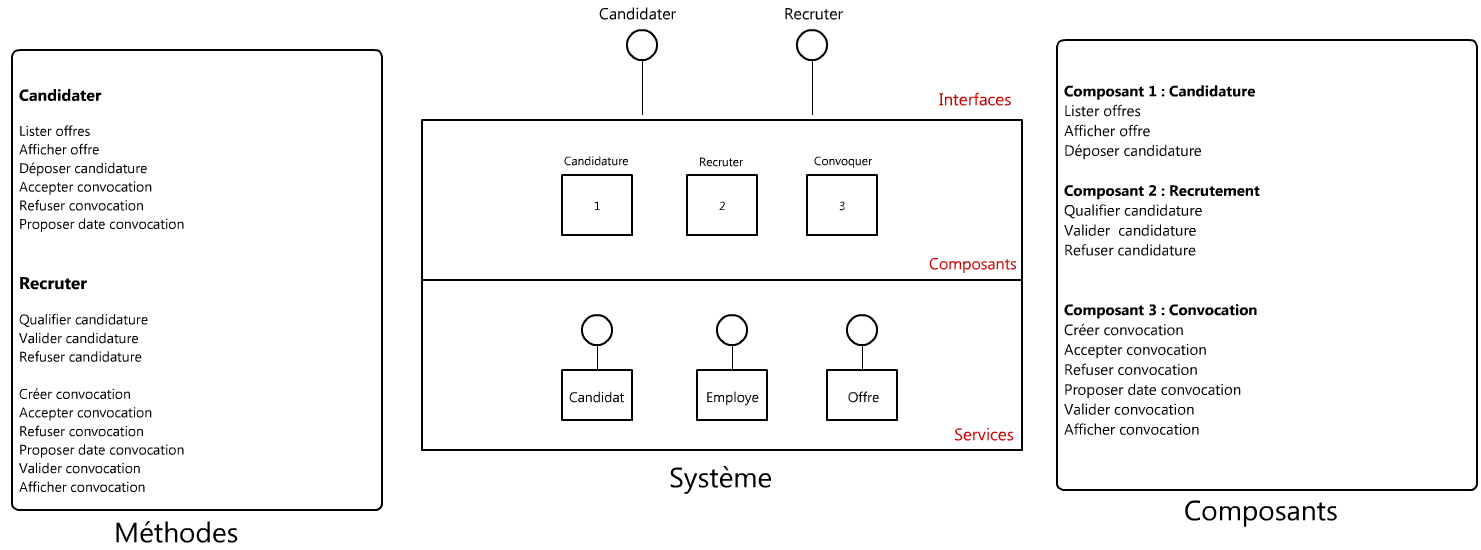 Candidater
Lister offres
Afficher offre
Déposer candidature
Accepter convocation
Refuser convocation
Proposer date convocation
Recruter
Qualifier candidature
Valider candidature
Refuser candidature
Créer convocation
Accepter convocation
Refuser convocation
Proposer date convocation
Valider convocation
Afficher convocation
Méthodes
Candidater Recruter
Interfaces
Candidature Recruter Convoquer
1 2 3
Composants
Candidat Employe Offre
Services
Système
Composant 1 : Candidature
Lister offres
Afficher offre
Déposer candidature
Composant 2 : Recrutement
Qualifier candidature
Valider  candidature
Refuser candidature
Composant 3 : Convocation
Créer convocation
Accepter convocation
Refuser convocation
Proposer date convocation
Valider convocation
Afficher convocation
Composants